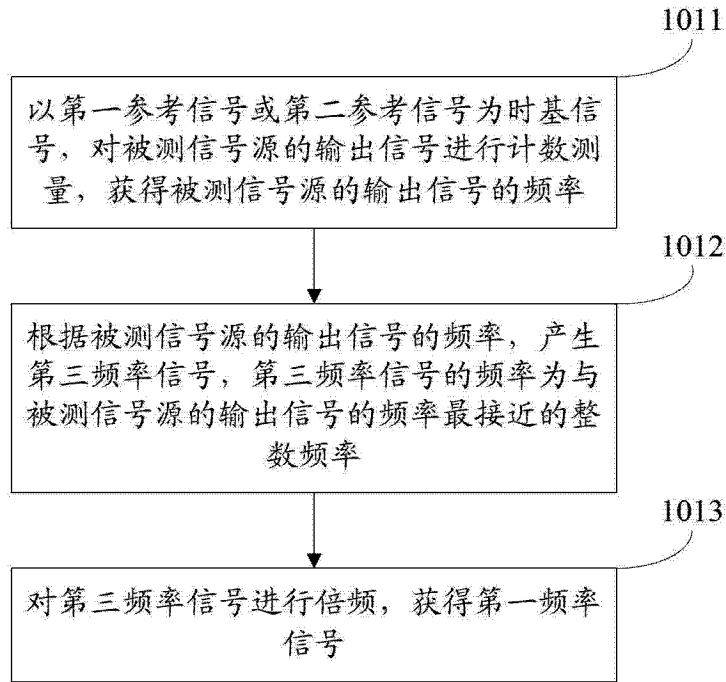 1011
以第一参考信号或第二参考信号为时基信
号，对被测信号源的输出信号进行计数测
量，获得被测信号源的输出信号的频率
1012
根据被测信号源的输出信号的频率，产生
第三频率信号，第三频率信号的频率为与
被测信号源的输出信号的频率最接近的整
数频率
1013
对第三频率信号进行倍频，获得第一频率
信号